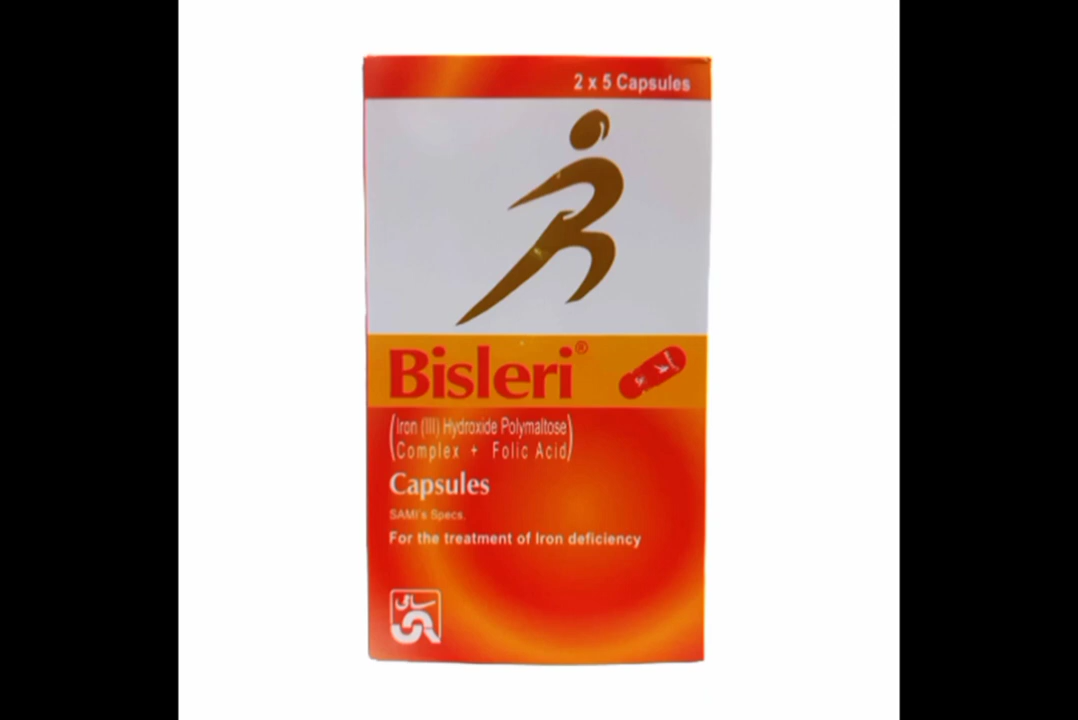 2 x 5 Capsules
Bisleri®
(Iron (III) Hydroxide Polymaltose
Complex + Folic Acid)
Capsules
SAMI's Specs.
For the treatment of Iron deficiency
سامی